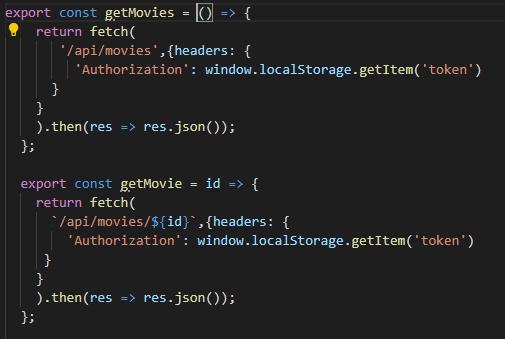 export const getMovies = () => {
  return fetch(
     '/api/movies',{headers: {
       'Authorization': window.localStorage.getItem('token')
    }
  }
  ).then(res => res.json());
};
export const getMovie = id => {
  return fetch(
    `/api/movies/${id}`,{headers: {
      'Authorization': window.localStorage.getItem('token')
   }
  }
  ).then(res => res.json());
};